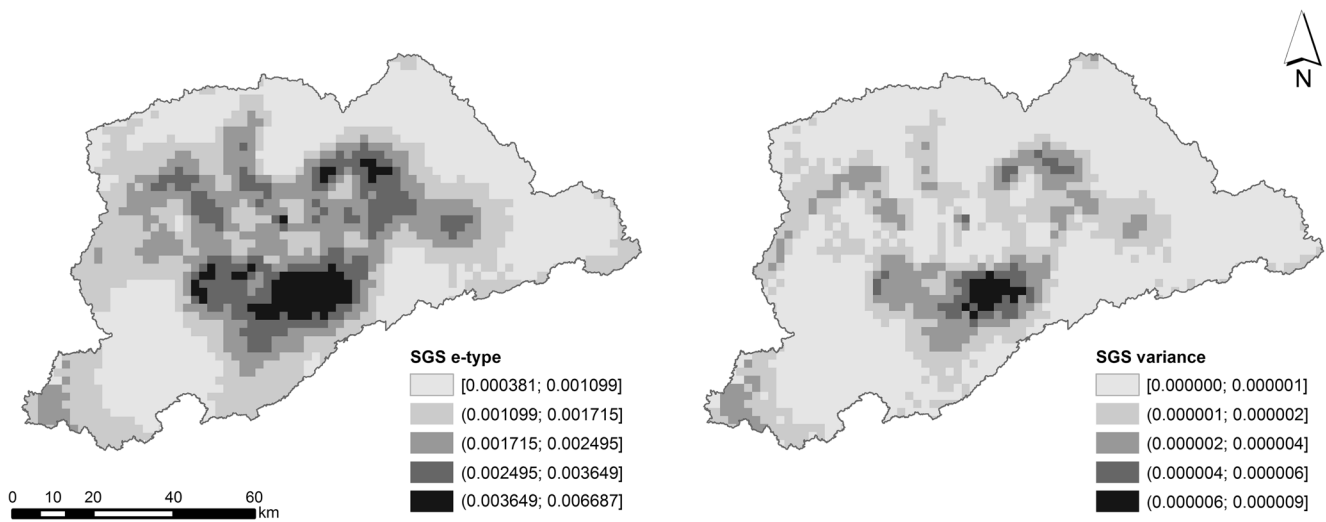 N
SGS e-type
[0.000381; 0.001099]
(0.001099; 0.001715]
(0.001715; 0.002495]
(0.002495; 0.003649]
(0.003649; 0.006687]
0 10 20 40 60
km
SGS variance
[0.000000; 0.000001]
(0.000001; 0.000002]
(0.000002; 0.000004]
(0.000004; 0.000006]
(0.000006; 0.000009]